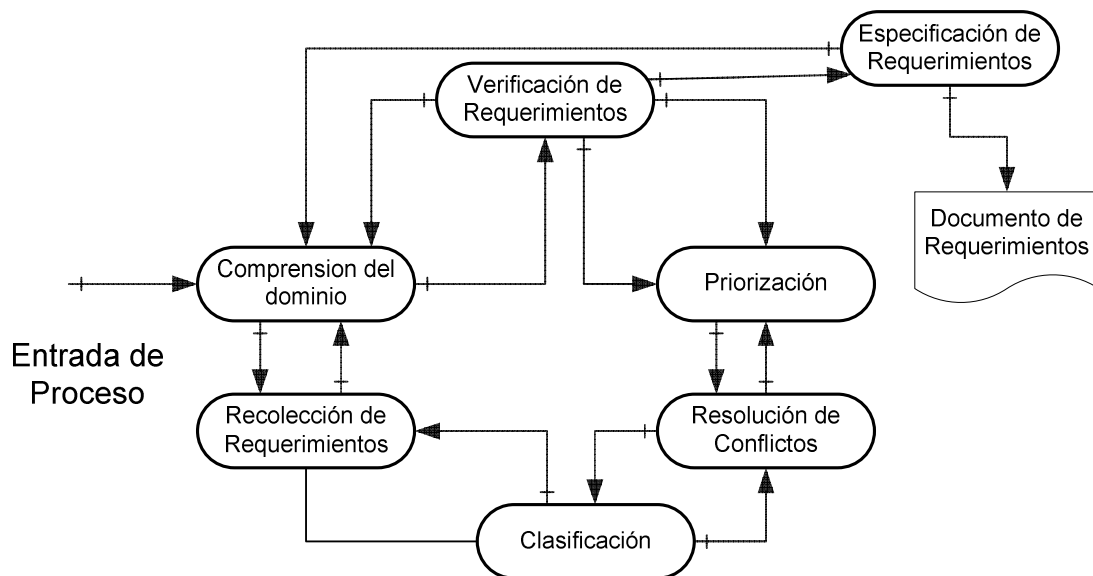 Especificación de
Requerimientos
Verificación de
Requerimientos
Documento de
Requerimientos
Comprension del
dominio
Priorización
Entrada de
Proceso
Recolección de
Requerimientos
Resolución de
Conflictos
Clasificación